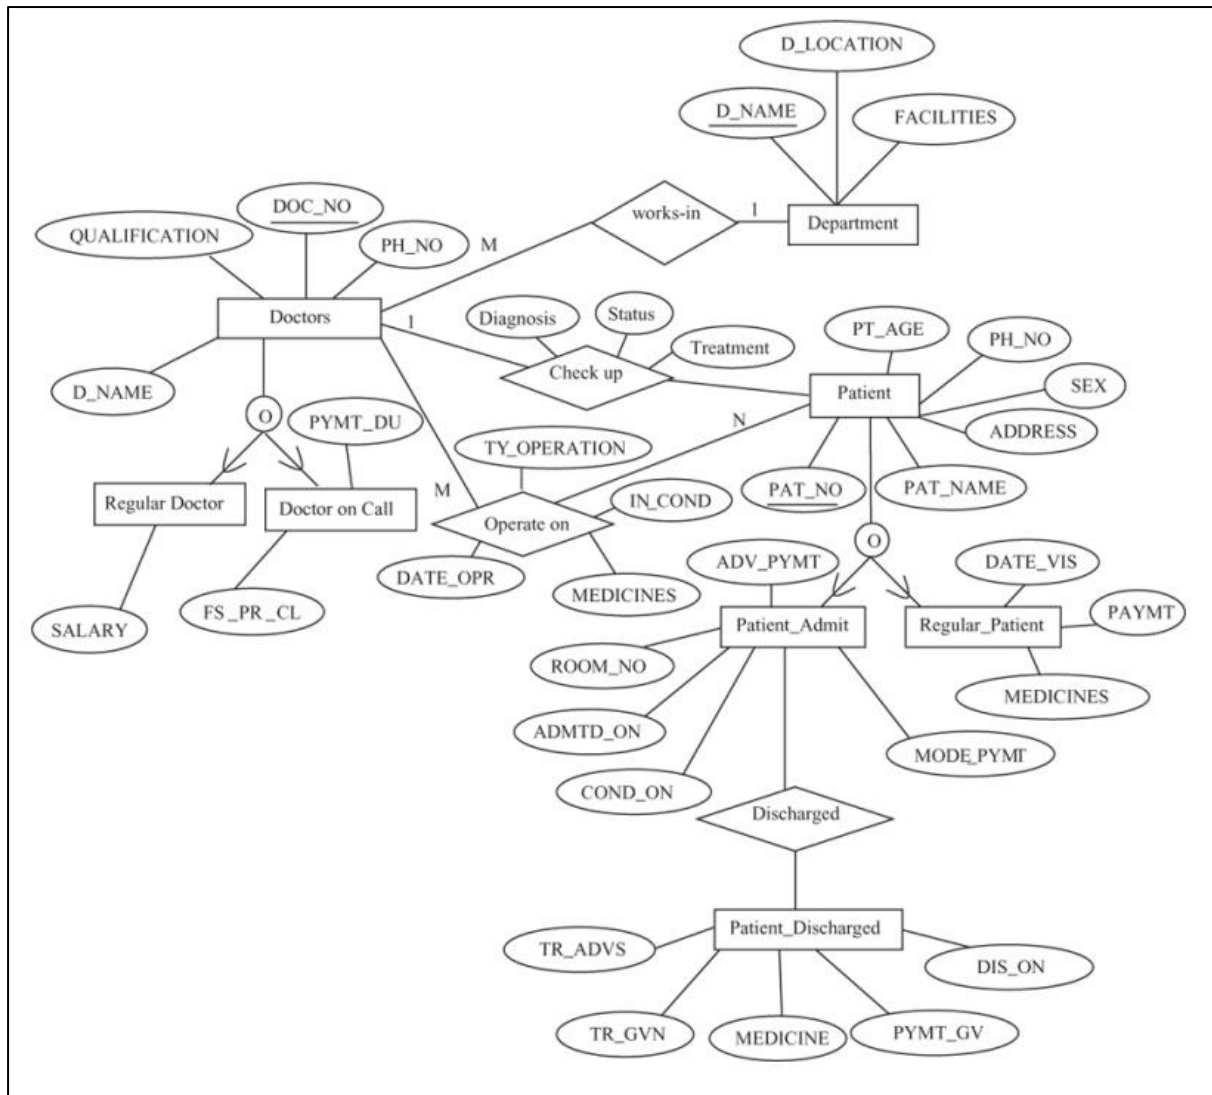 D_LOCATION
D_NAME
FACILITIES
DOC_NO
QUALIFICATION
PH_NO
M
works-in
1
Department
Doctors
1
Diagnosis
Status
Treatment
Check up
PT_AGE
PH_NO
Patient
SEX
D_NAME
O
PYMT_DU
N
ADDRESS
TY_OPERATION
M
PAT_NO
PAT_NAME
Regular Doctor
Doctor on Call
IN_COND
Operate on
O
DATE_OPR
ADV_PYMT
DATE_VIS
MEDICINES
FS_PR_CL
SALARY
Patient_Admit
Regular_Patient
PAYMT
ROOM_NO
MEDICINES
ADMTD_ON
MODE_PYMT
COND_ON
Discharged
Patient_Discharged
TR_ADVS
DIS_ON
TR_GVN
MEDICINE
PYMT_GV